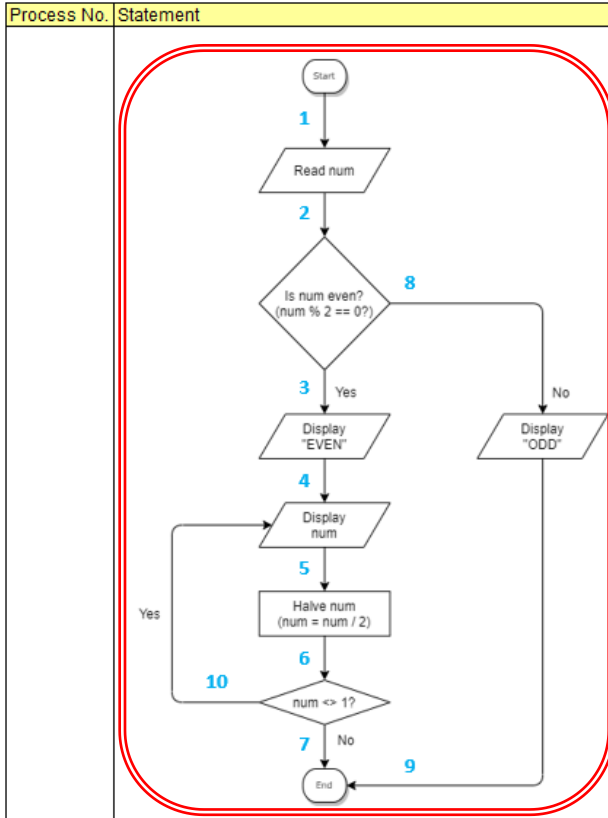 Process No. Statement
Start
1
Read num
2
Is num even?
(num % 2 == 0?)
8
3
Yes
No
Display
"EVEN"
Display
"ODD"
4
Display
num
5
Yes
Halve num
(num = num / 2)
6
10
num <> 1?
7
No
9
End